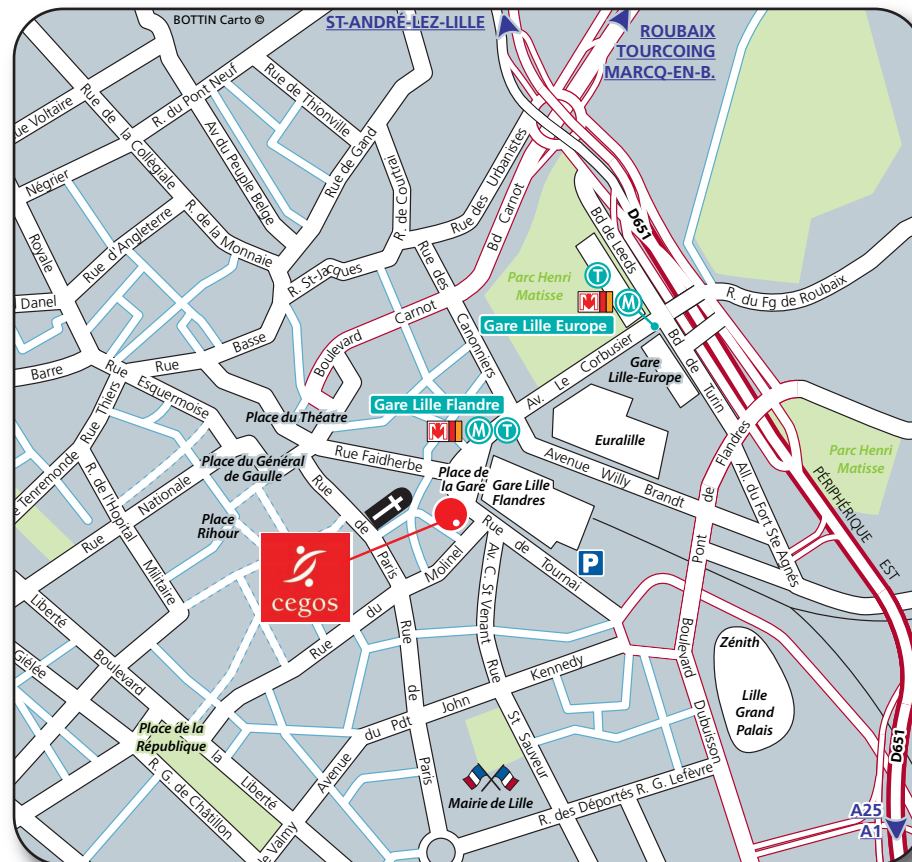 BOTTIN Carto ©
ST-ANDRÉ-LEZ-LILLE
ROUBAIX
TOURCOING
MARCQ-EN-B.
Rue Voltaire
Rue de la Collégiale
R. du Pont Neuf
Rue de Thionville
Av du Peuple Belge
Rue de Gand
R. de Courtrai
Rue des Urbanistes
Bd Carnot
Bd de Leeds
D651
Négrier
Royale
Rue d'Angleterre
R. de la Monnaie
R. St-Jacques
Rue des Canonniers
Parc Henri
Matisse
T
M
Gare Lille Europe
R. du Fg de Roubaix
Danel
Barre
Rue Basse
Boulevard Carnot
Av. Le Corbusier
Gare
Lille-Europe
Bd de Turin
Rue Esquermoise
Rue Thiers
Place du Théatre
Gare Lille Flandre
M
T
Euralille
Parc Henri
Matisse
Tenremonde
R. de l'Hopital Militaire
Rue Nationale
Place du Général
de Gaulle
Rue Faidherbe
Place de
la Gare
Gare Lille
Flandres
Avenue Willy Brandt
Pont de Flandres
All. du Fort Ste Agnés
PÉRIPHÉRIQUE EST
Place
Rihour
Rue de Paris
cegos
Rue du Molinel
Av. C. St Venant
Rue de Tournai
P
Liberté
Giélée
Boulevard de la Liberté
Place de la
République
R. G. de Châtillon
de Valmy
Avenue du Pdt John Kennedy
Rue de Paris
Rue St Sauveur
Boulevard Dubuisson
Zénith
Lille
Grand
Palais
Mairie de Lille
R. des Déportés R. G. Lefèvre
D651
A25
A1